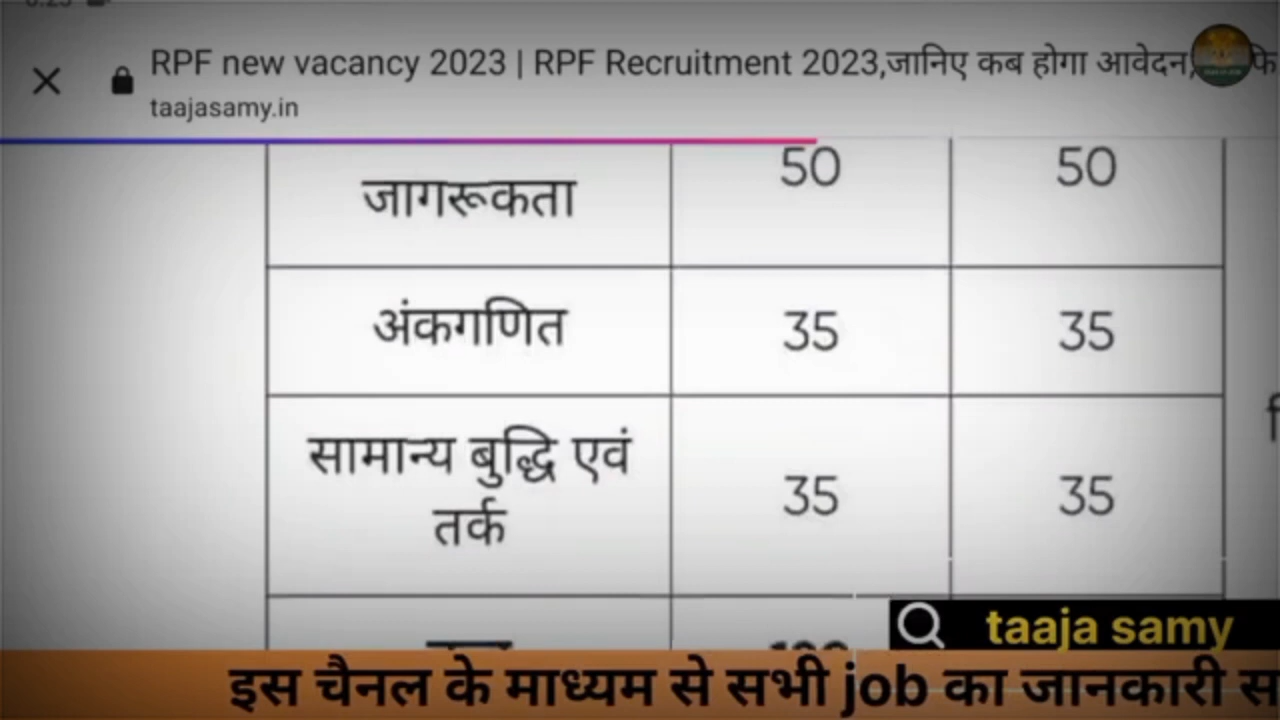 RPF new vacancy 2023 | RPF Recruitment 2023,जानिए कब होगा आवेदन,
taajasamy.in
जागरूकता 50 50
अंकगणित 35 35
सामान्य बुद्धि एवं
तर्क 35 35
taaja samy
इस चैनल के माध्यम से सभी job का जानकारी